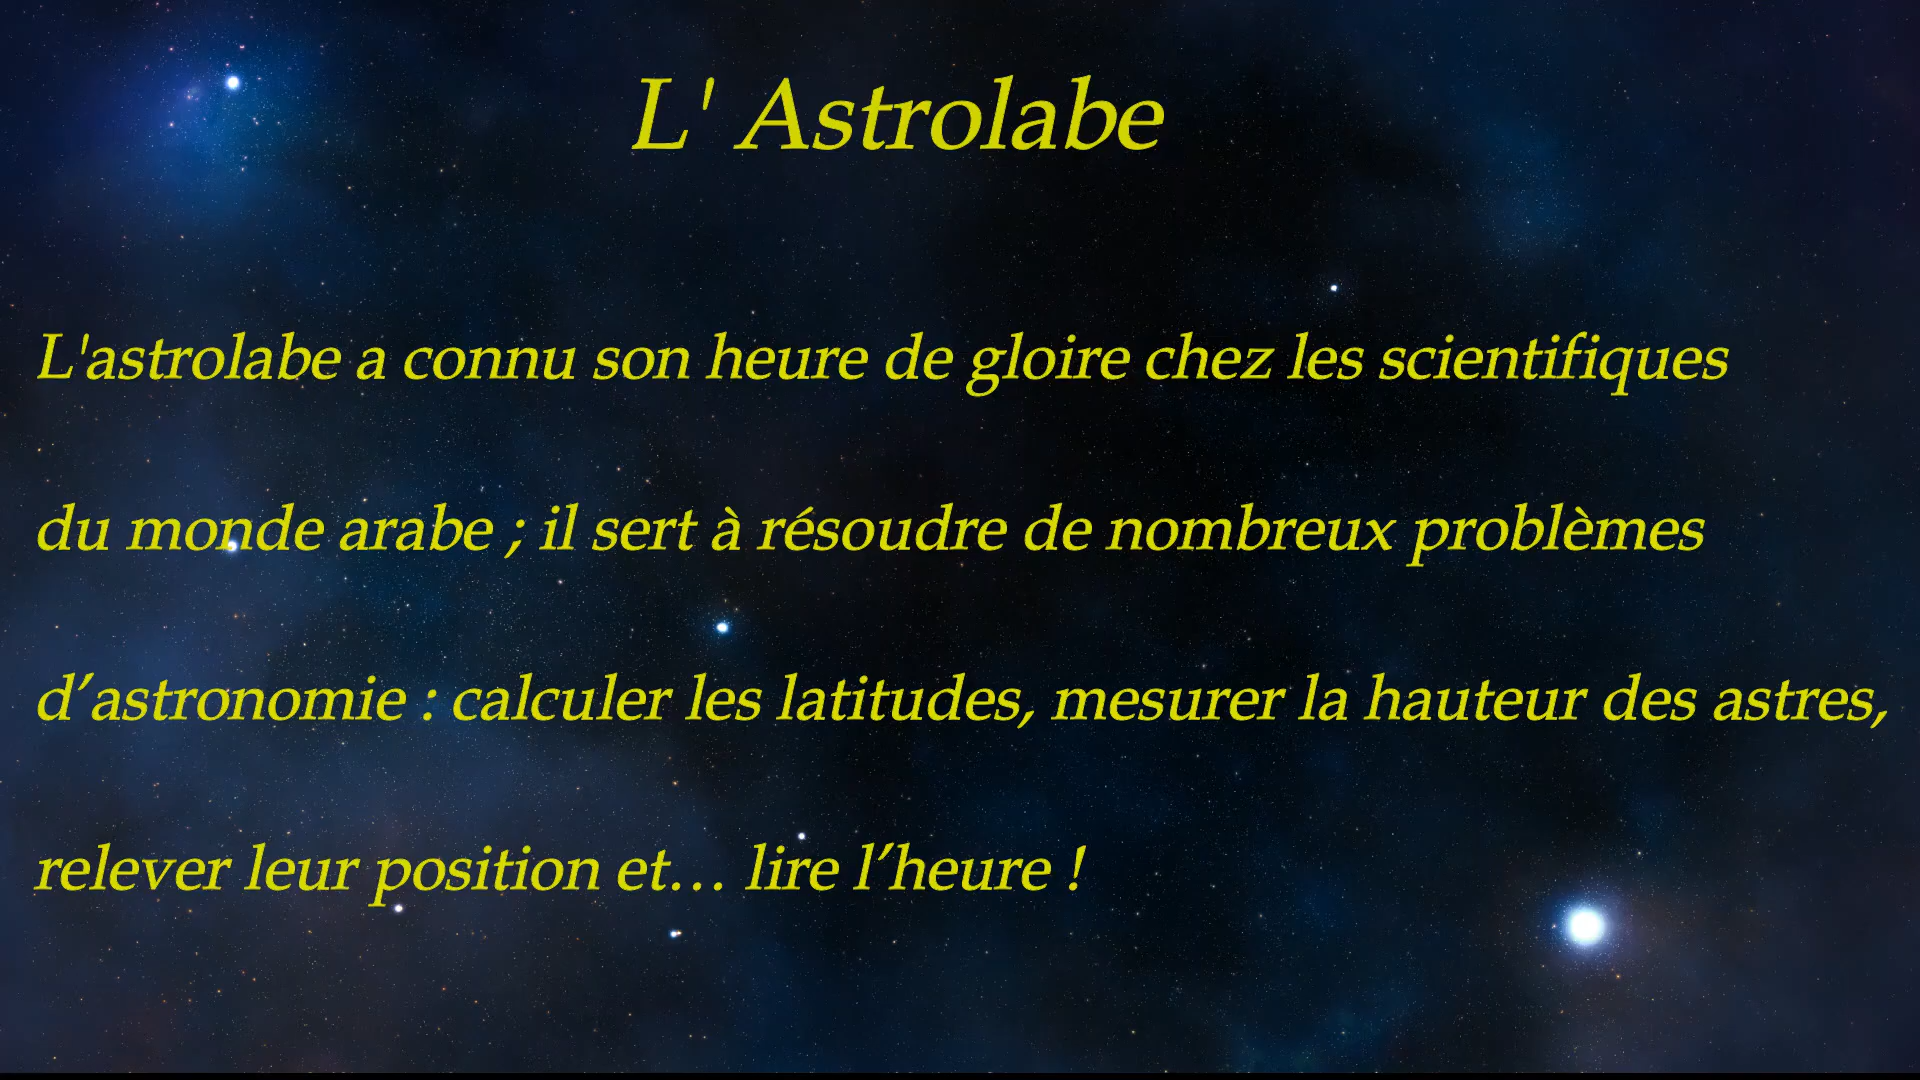 L' Astrolabe
L'astrolabe a connu son heure de gloire chez les scientifiques
du monde arabe ; il sert à résoudre de nombreux problèmes
d’astronomie : calculer les latitudes, mesurer la hauteur des astres,
relever leur position et… lire l’heure !